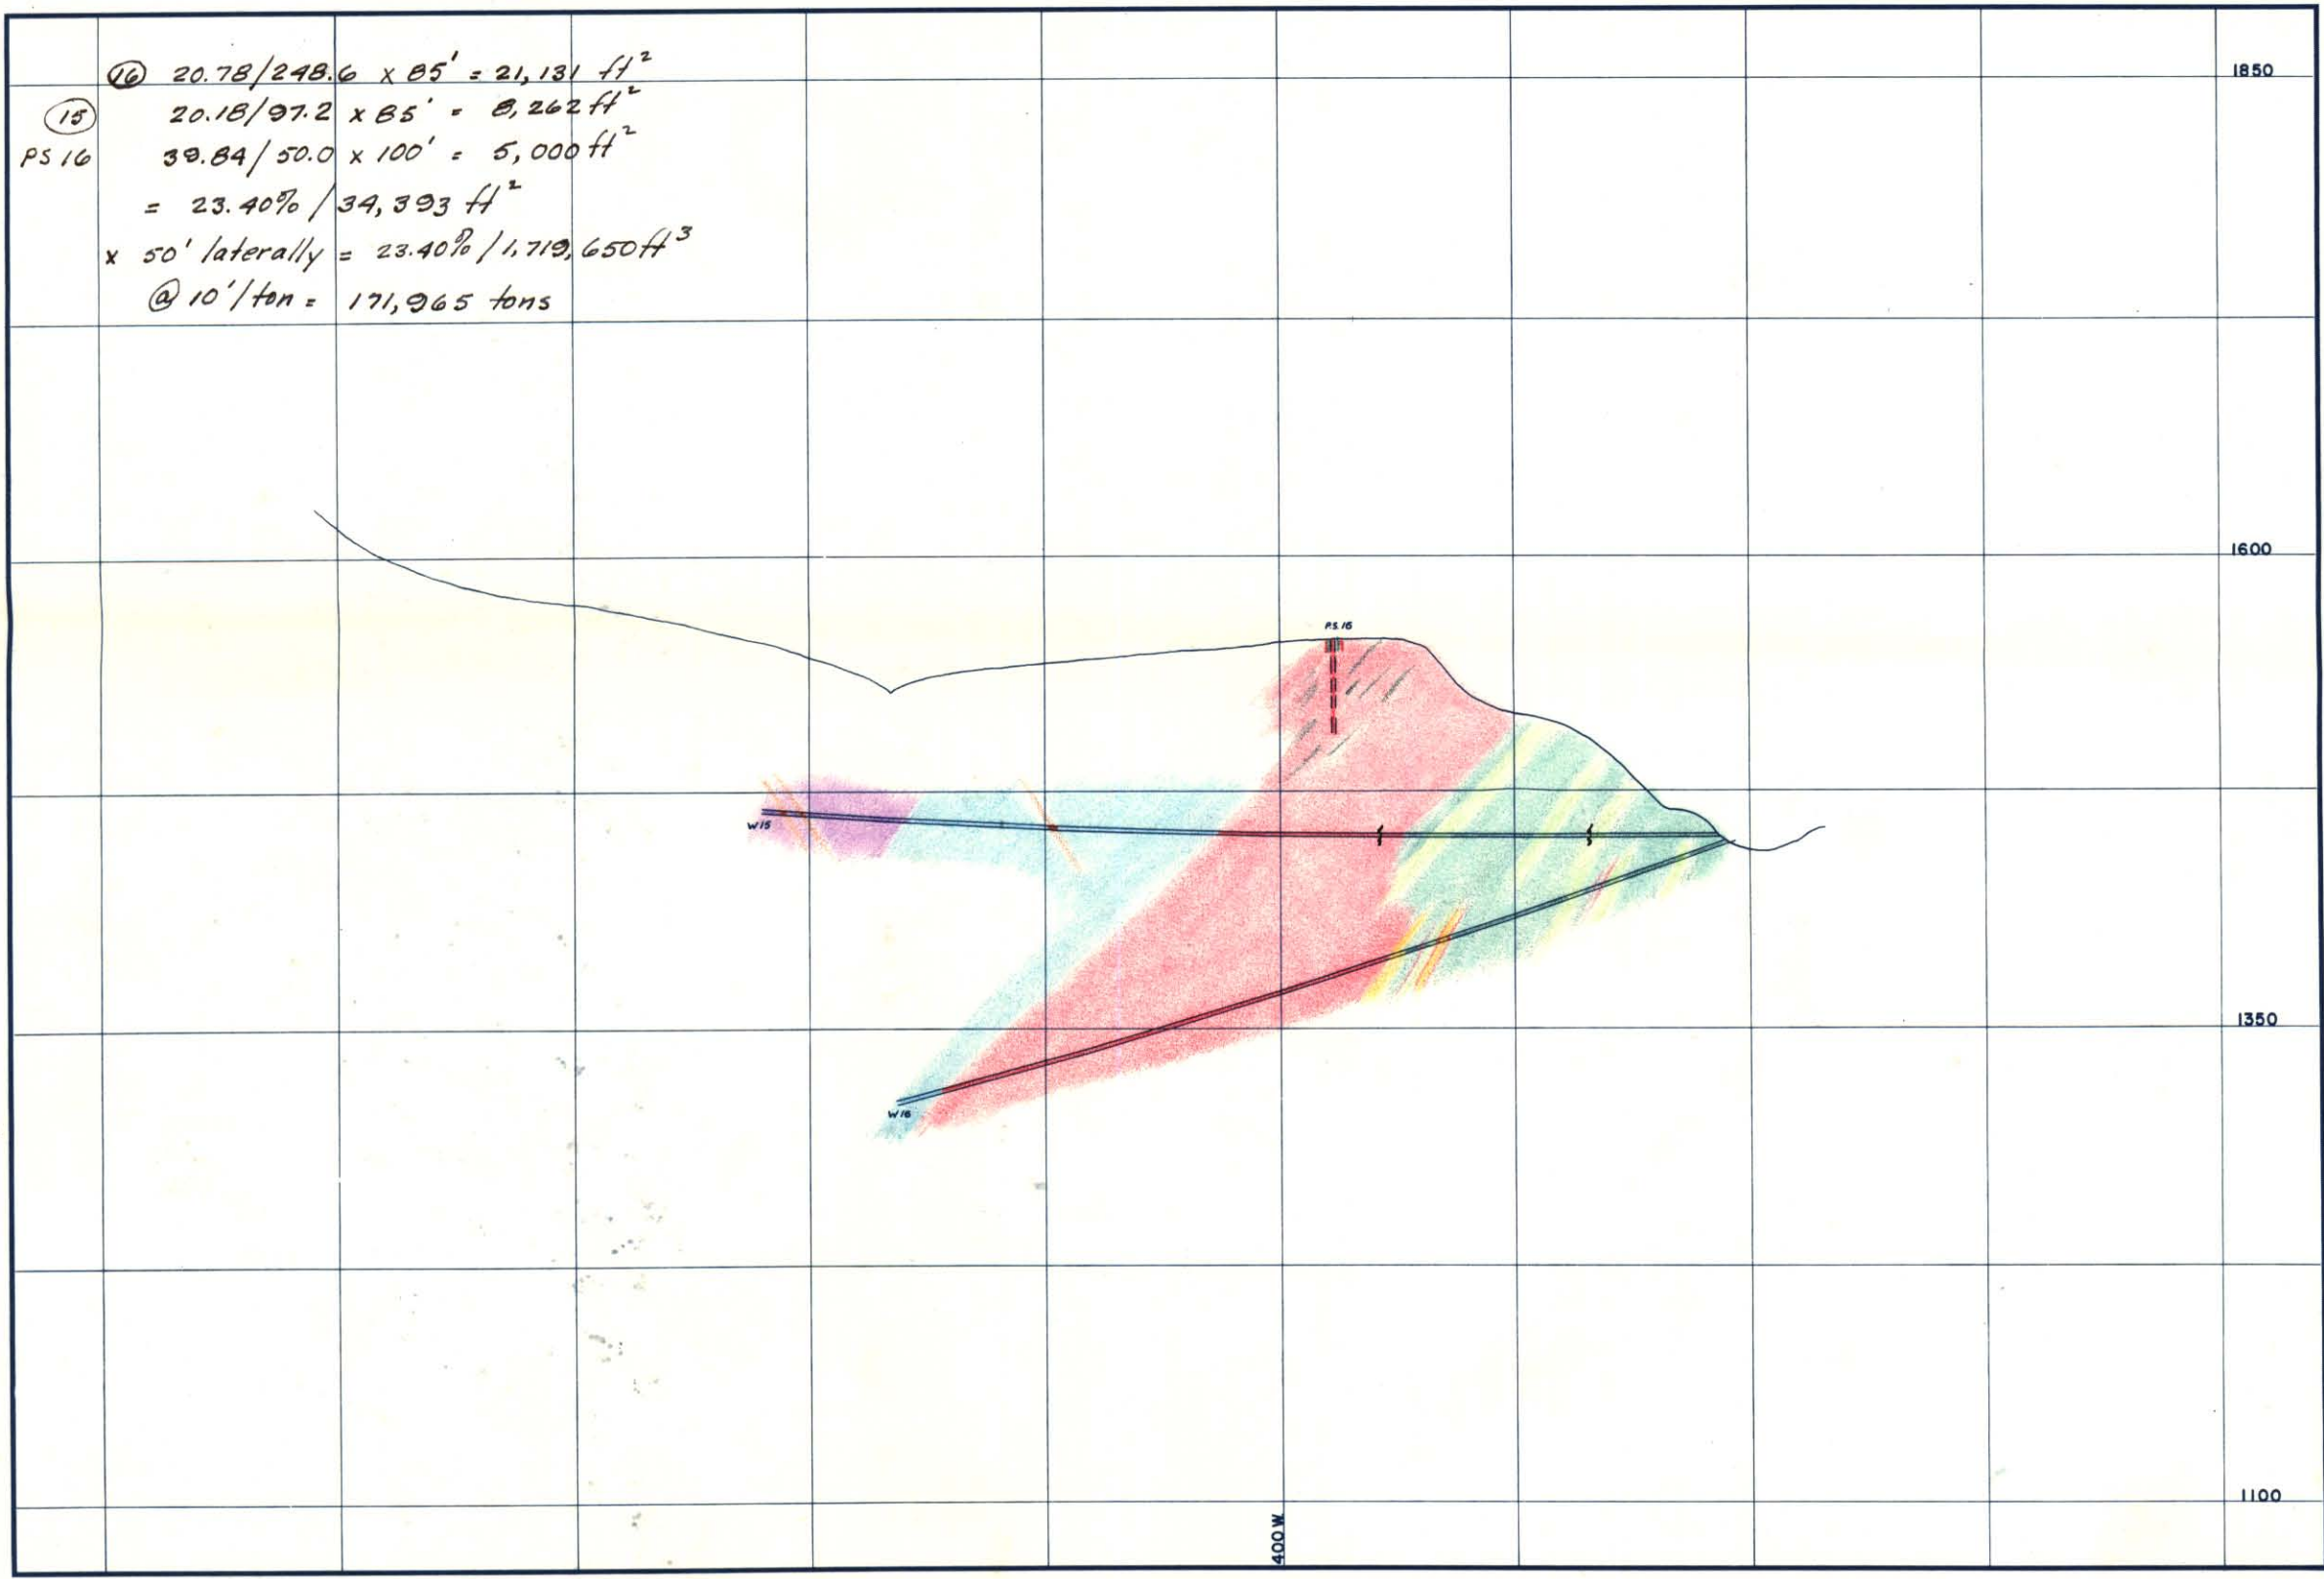 ⑯ 20.78/248.6 x 85' = 21,131 ft²
⑮ 20.18/97.2 x 85' = 8,262 ft²
PS 16 39.84/50.0 x 100' = 5,000 ft²
= 23.40% / 34,393 ft²
x 50' laterally = 23.40% / 1,719,650 ft³
@ 10'/ton = 171,965 tons
1850
1600
P.S. 16
W15
1350
W16
1100
400 W